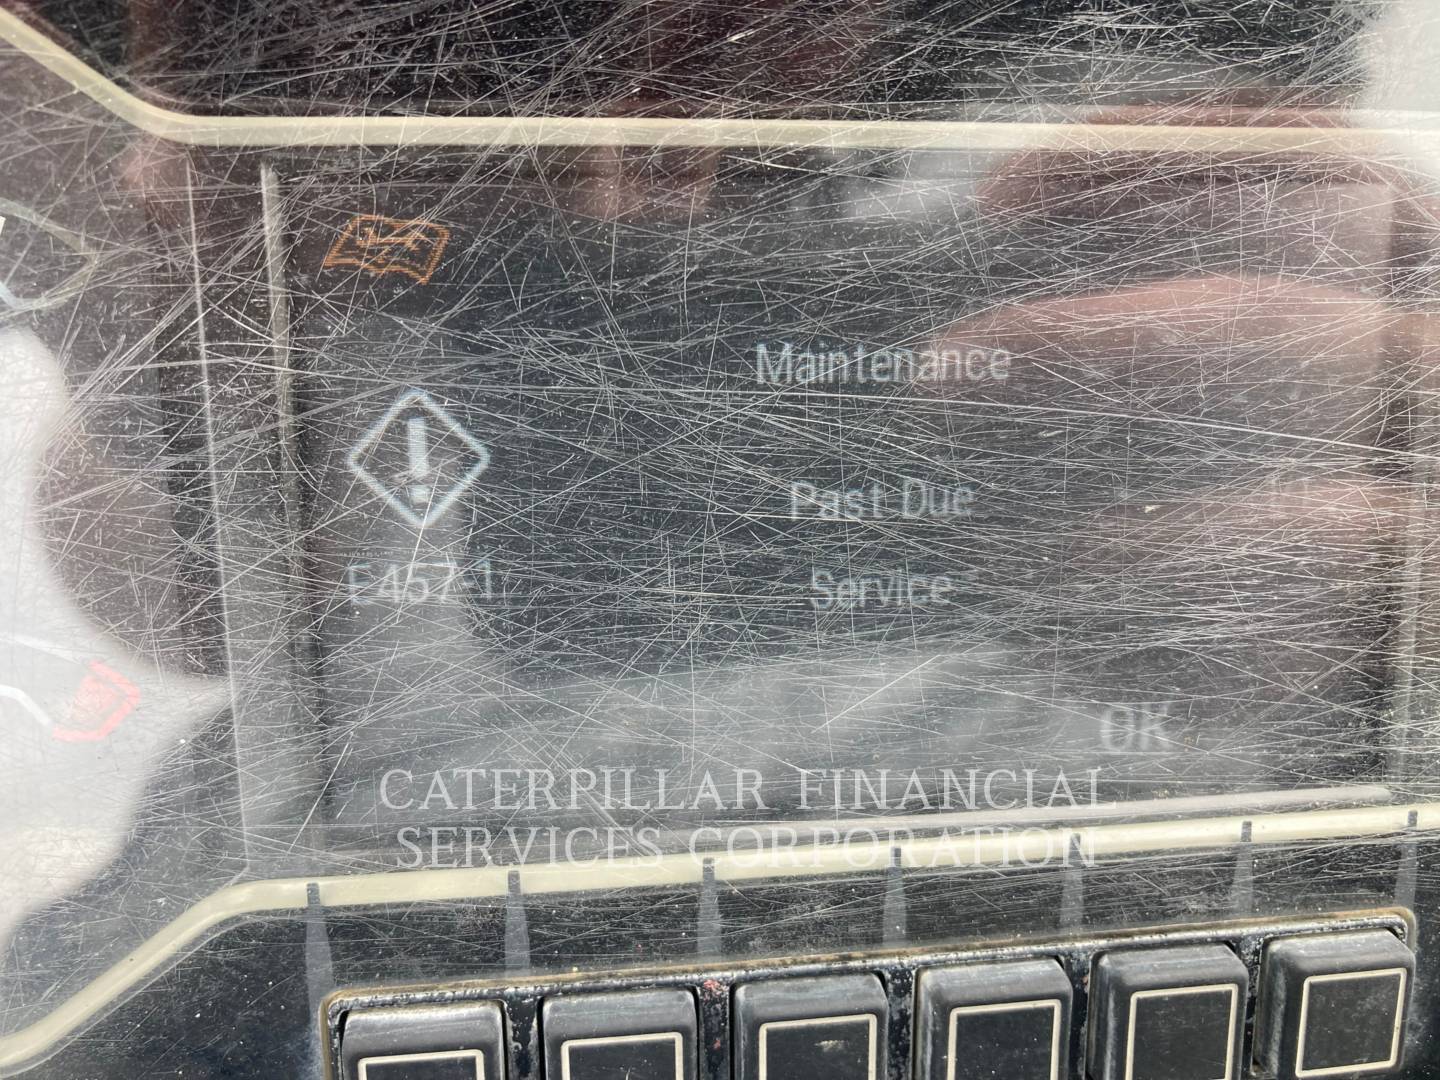 Maintenance
Past Due
E457-1 Service
OK
CATERPILLAR FINANCIAL
SERVICES CORPORATION